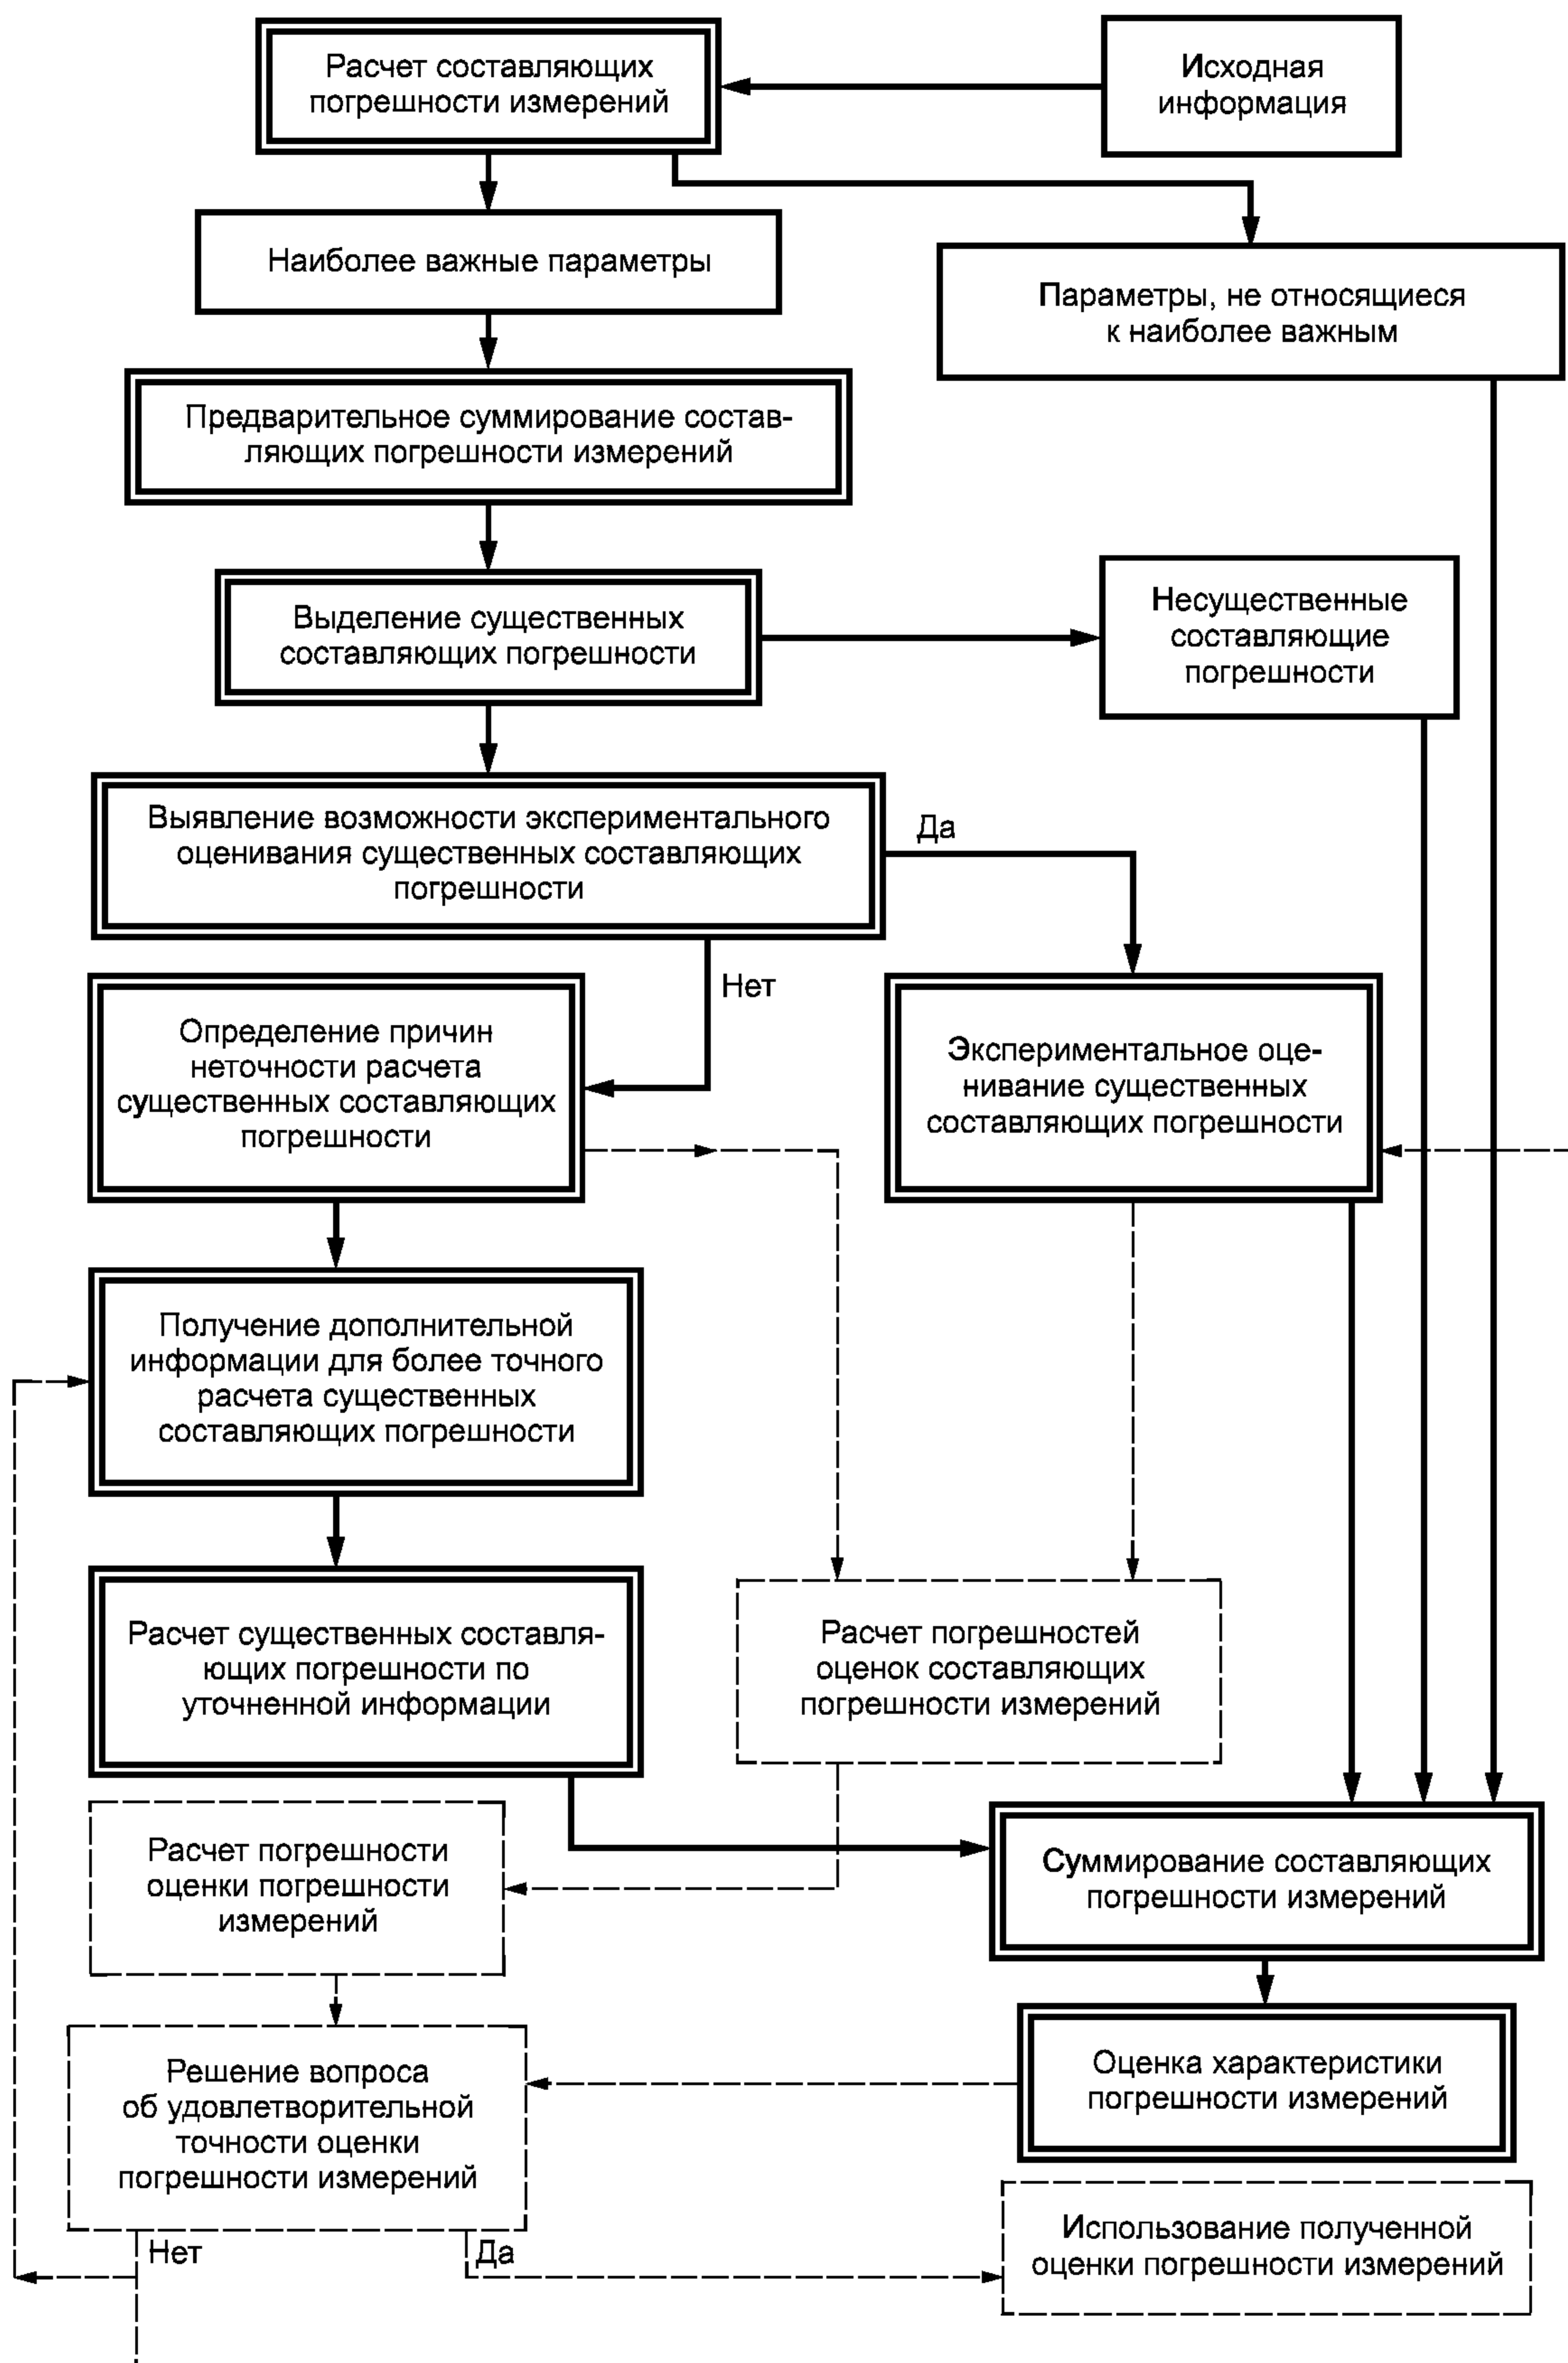 Расчет составляющих
погрешности измерений
Исходная
информация
Наиболее важные параметры
Параметры, не относящиеся
к наиболее важным
Предварительное суммирование состав-
ляющих погрешности измерений
Выделение существенных
составляющих погрешности
Несущественные
составляющие
погрешности
Выявление возможности экспериментального
оценивания существенных составляющих
погрешности
Да
Нет
Определение причин
неточности расчета
существенных составляющих
погрешности
Экспериментальное оце-
нивание существенных
составляющих погрешности
Получение дополнительной
информации для более точного
расчета существенных
составляющих погрешности
Расчет существенных составля-
ющих погрешности по
уточненной информации
Расчет погрешностей
оценок составляющих
погрешности измерений
Расчет погрешности
оценки погрешности
измерений
Суммирование составляющих
погрешности измерений
Решение вопроса
об удовлетворительной
точности оценки
погрешности измерений
Оценка характеристики
погрешности измерений
Нет
Да
Использование полученной
оценки погрешности измерений